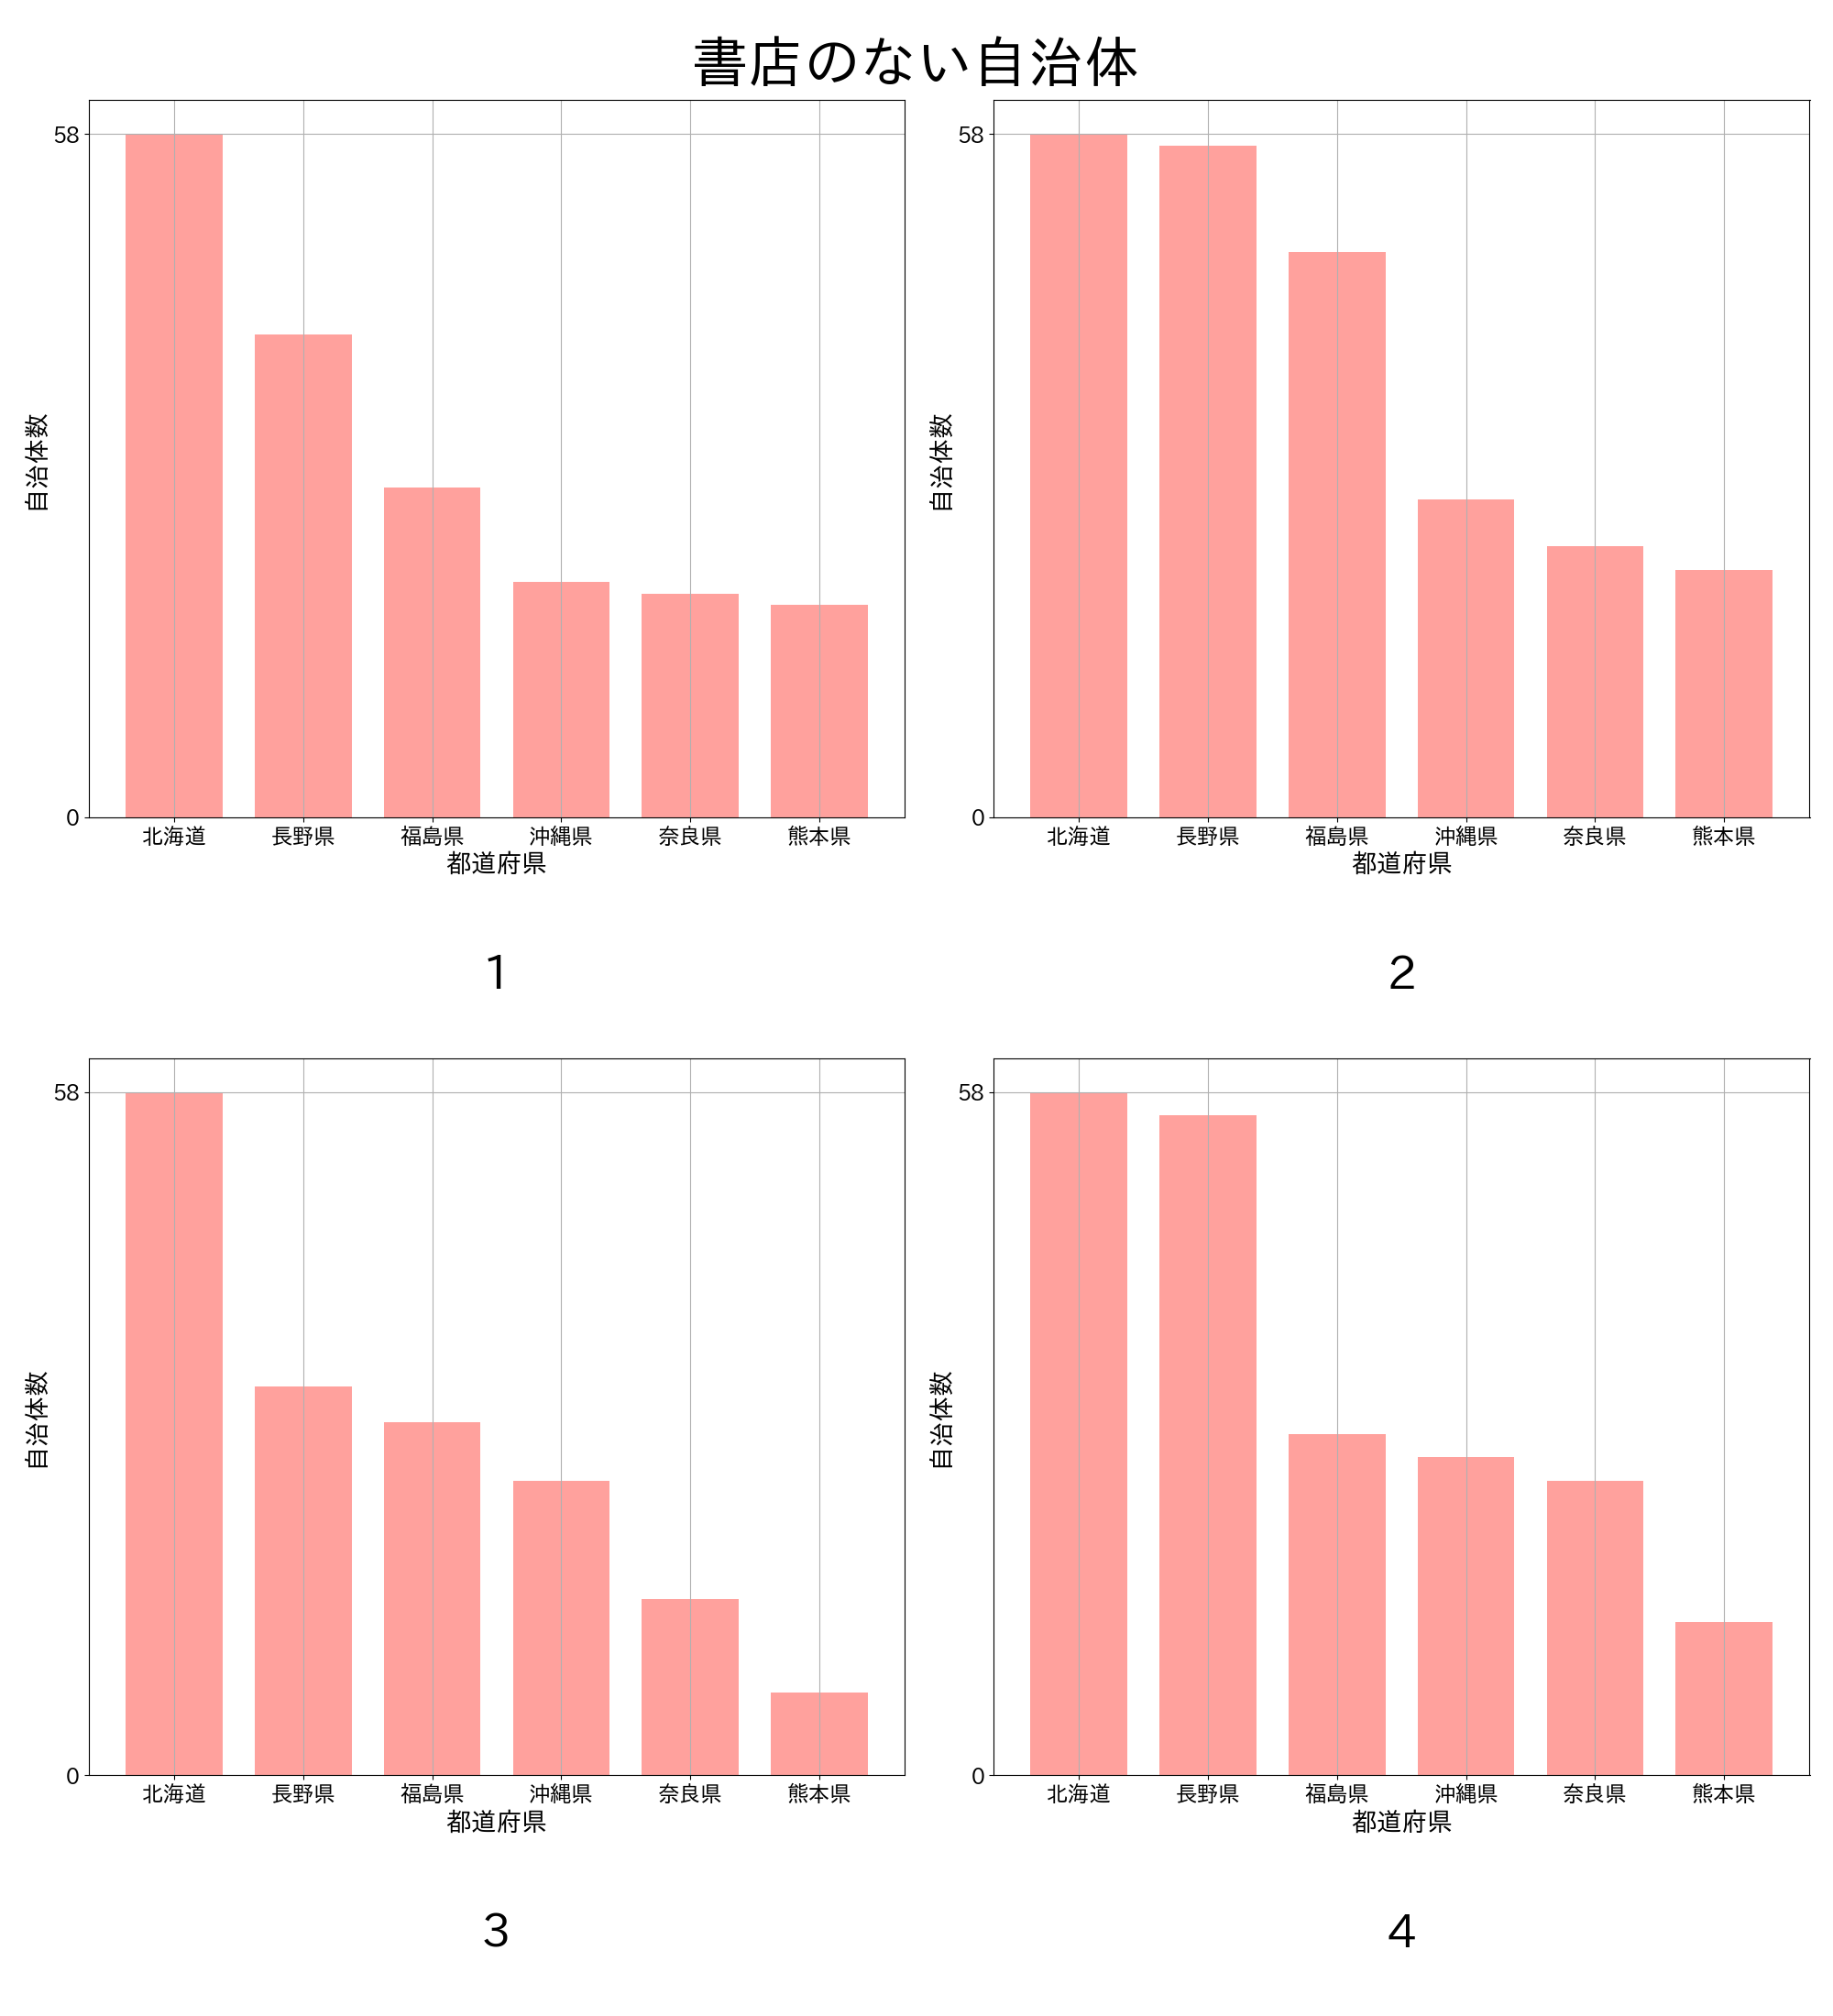 書店のない自治体
58
0
自治体数
北海道 長野県 福島県 沖縄県 奈良県 熊本県
都道府県
1
58
0
自治体数
北海道 長野県 福島県 沖縄県 奈良県 熊本県
都道府県
2
58
0
自治体数
北海道 長野県 福島県 沖縄県 奈良県 熊本県
都道府県
3
58
0
自治体数
北海道 長野県 福島県 沖縄県 奈良県 熊本県
都道府県
4